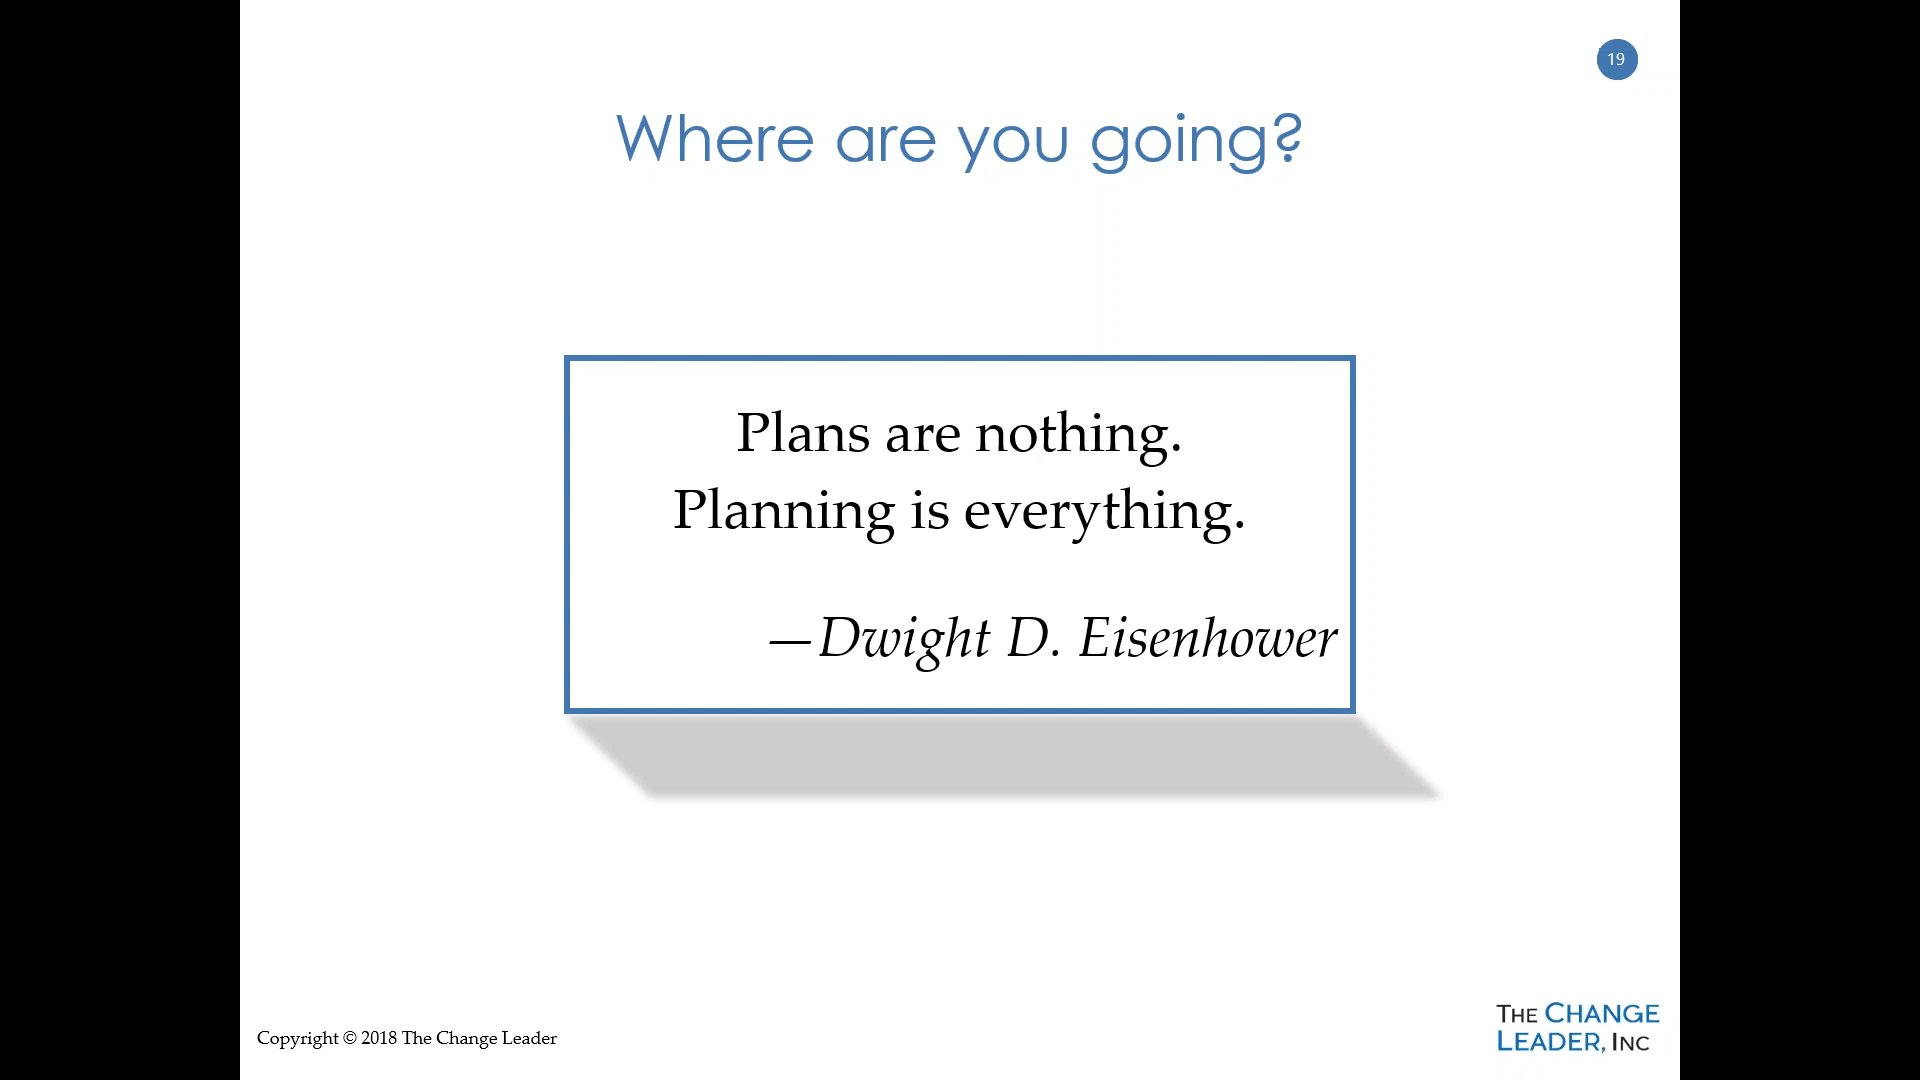 19
Where are you going?
Plans are nothing.
Planning is everything.
—Dwight D. Eisenhower
Copyright © 2018 The Change Leader
THE CHANGE
LEADER, INC